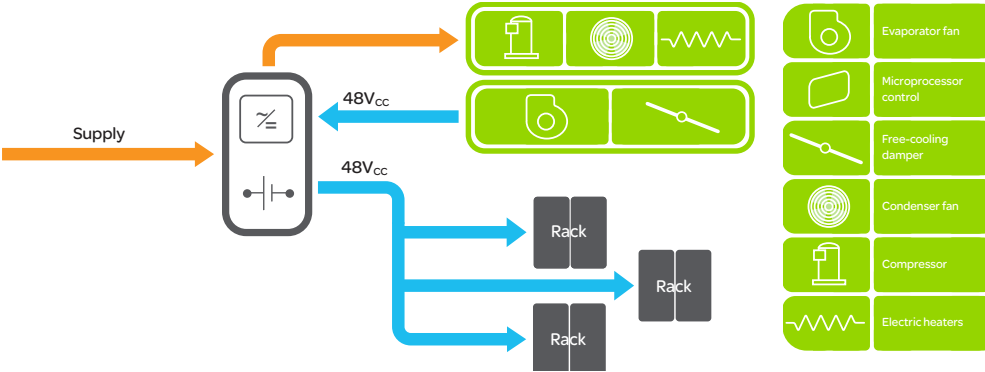 Supply
48Vcc
48Vcc
Rack
Rack
Rack
Evaporator fan
Microprocessor
control
Free-cooling
damper
Condenser fan
Compressor
Electric heaters